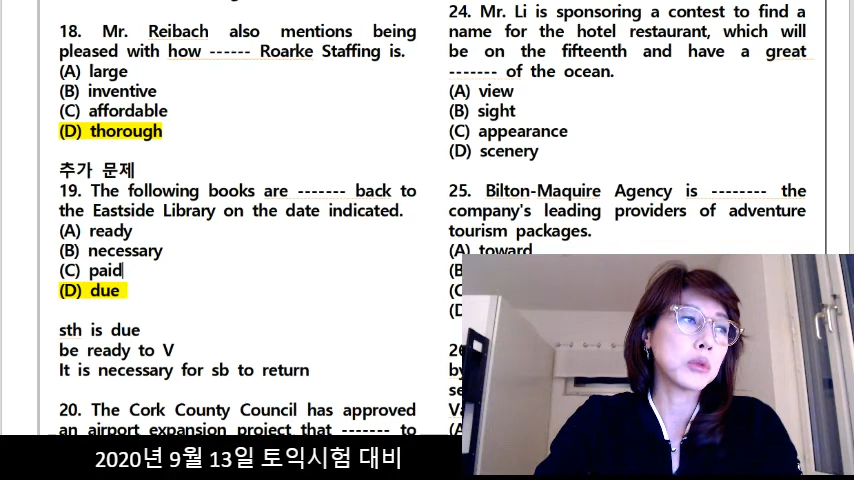 18. Mr. Reibach also mentions being
pleased with how ------ Roarke Staffing is.
(A) large
(B) inventive
(C) affordable
(D) thorough
추가 문제
19. The following books are ------- back to
the Eastside Library on the date indicated.
(A) ready
(B) necessary
(C) paid
(D) due
sth is due
be ready to V
It is necessary for sb to return
20. The Cork County Council has approved
an airport expansion project that ------- to
24. Mr. Li is sponsoring a contest to find a
name for the hotel restaurant, which will
be on the fifteenth and have a great
------- of the ocean.
(A) view
(B) sight
(C) appearance
(D) scenery
25. Bilton-Maquire Agency is -------- the
company's leading providers of adventure
tourism packages.
(A) toward
2020년 9월 13일 토익시험 대비